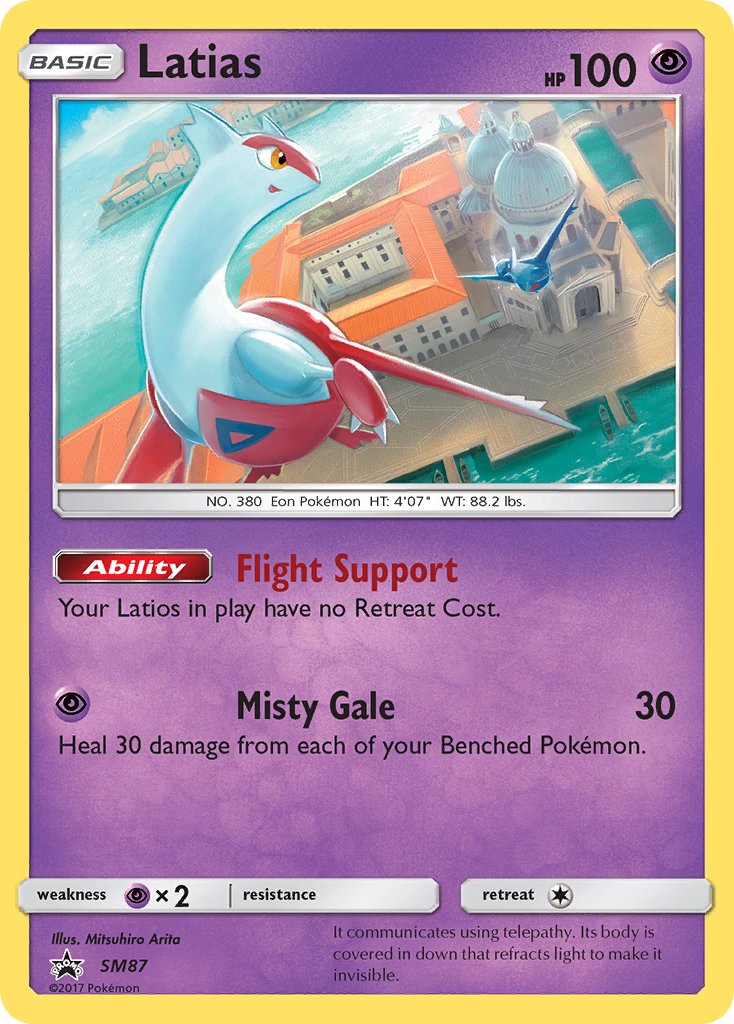 BASIC Latias HP 100
NO. 380 Eon Pokémon HT: 4'07" WT: 88.2 lbs.
Ability Flight Support
Your Latios in play have no Retreat Cost.
Misty Gale 30
Heal 30 damage from each of your Benched Pokémon.
weakness ×2 resistance retreat
Illus. Mitsuhiro Arita
PROMO SM87
©2017 Pokémon
It communicates using telepathy. Its body is
covered in down that refracts light to make it
invisible.